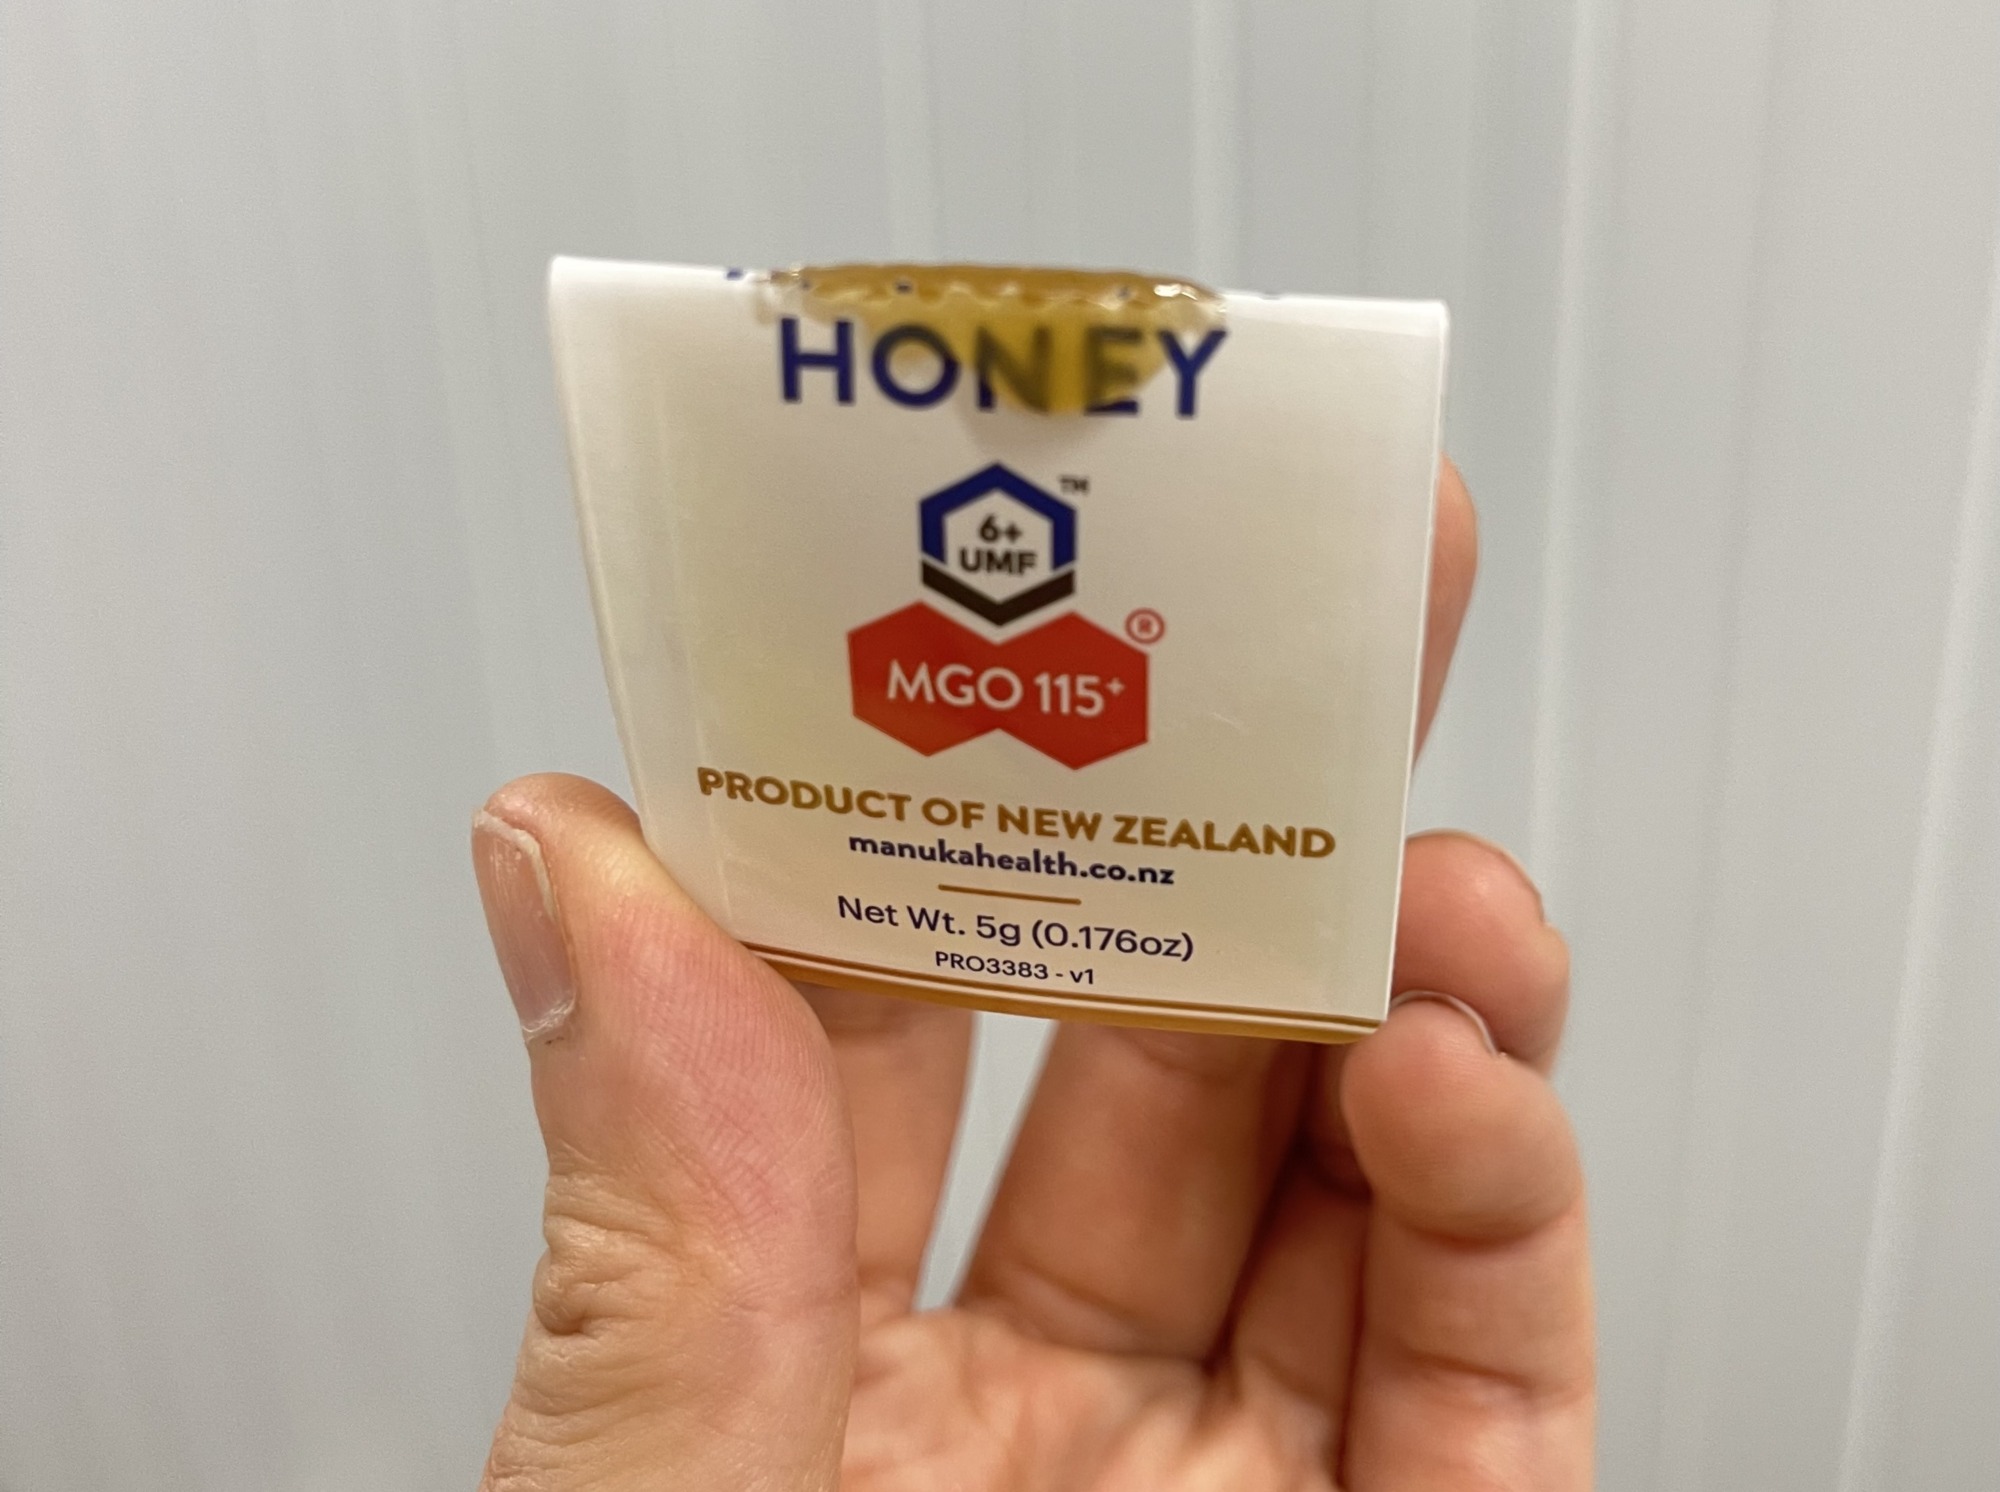 HONEY
TM
6+
UMF
®
MGO 115+
PRODUCT OF NEW ZEALAND
manukahealth.co.nz
Net Wt. 5g (0.176oz)
PRO3383 - v1